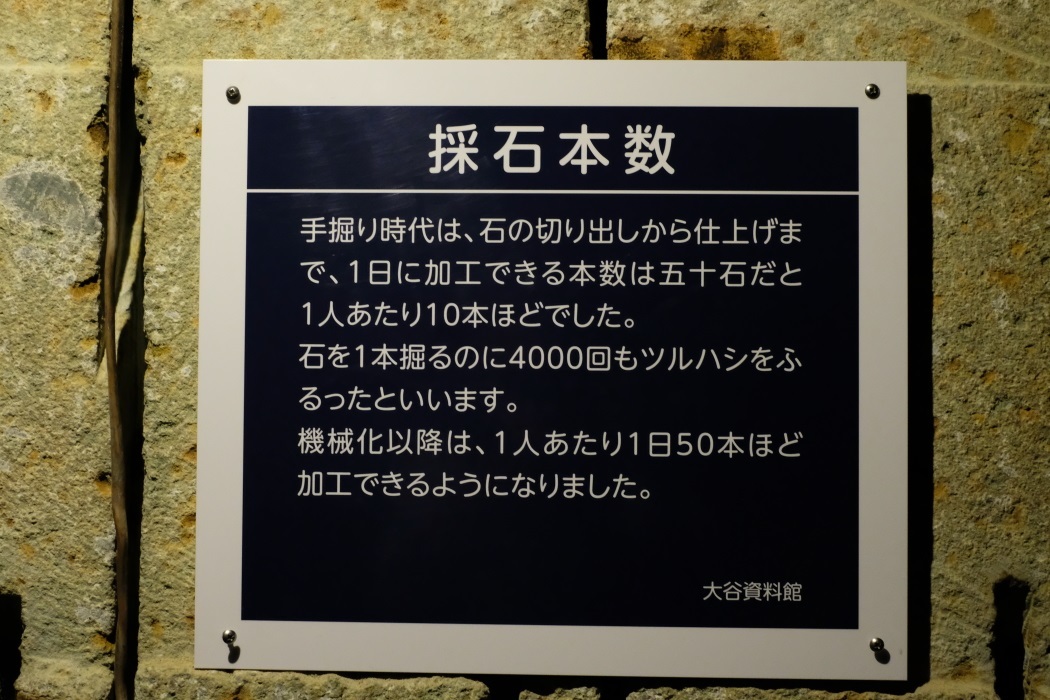 採石本数
手掘り時代は、石の切り出しから仕上げま
で、1日に加工できる本数は五十石だと
1人あたり10本ほどでした。
石を1本掘るのに4000回もツルハシをふ
るったといいます。
機械化以降は、1人あたり1日50本ほど
加工できるようになりました。
大谷資料館